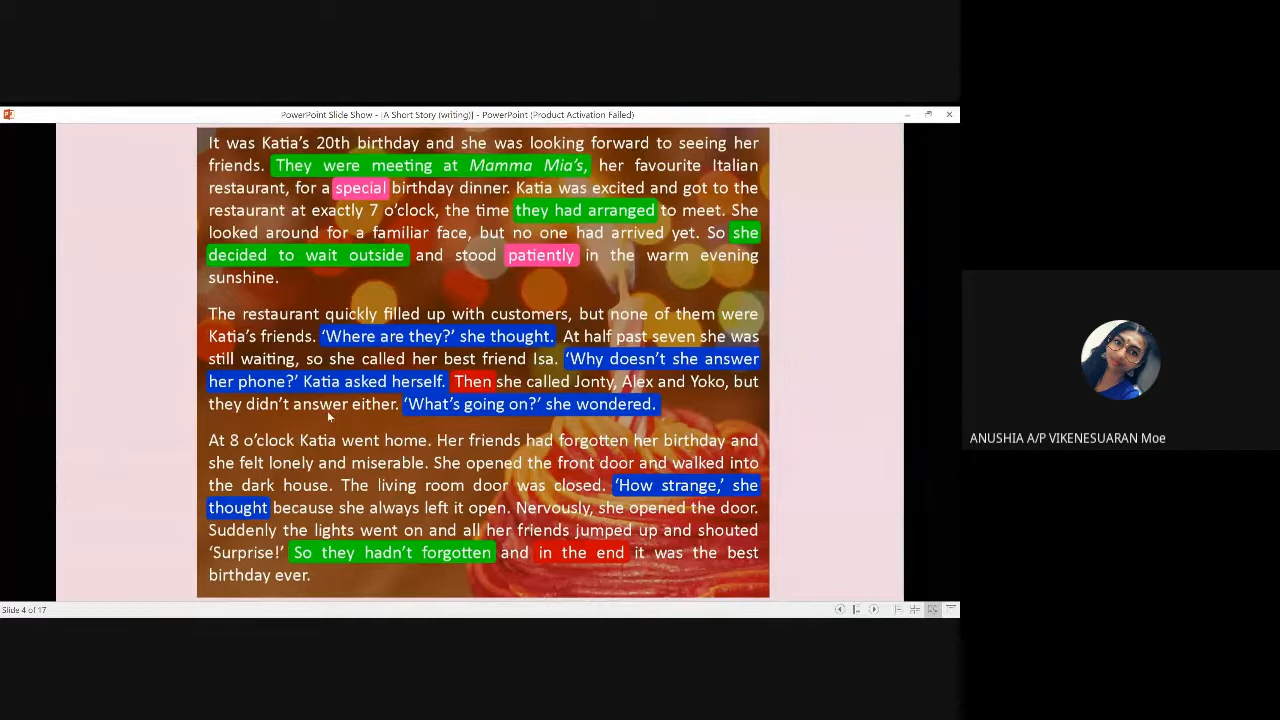 PowerPoint Slide Show - [A Short Story (writing)] - PowerPoint (Product Activation Failed)
It was Katia's 20th birthday and she was looking forward to seeing her
friends. They were meeting at Mamma Mia's, her favourite Italian
restaurant, for a special birthday dinner. Katia was excited and got to the
restaurant at exactly 7 o'clock, the time they had arranged to meet. She
looked around for a familiar face, but no one had arrived yet. So she
decided to wait outside and stood patiently in the warm evening
sunshine.
The restaurant quickly filled up with customers, but none of them were
Katia's friends. 'Where are they?' she thought. At half past seven she was
still waiting, so she called her best friend Isa. 'Why doesn't she answer
her phone?' Katia asked herself. Then she called Jonty, Alex and Yoko, but
they didn't answer either. 'What's going on?' she wondered.
At 8 o'clock Katia went home. Her friends had forgotten her birthday and
she felt lonely and miserable. She opened the front door and walked into
the dark house. The living room door was closed. 'How strange,' she
thought because she always left it open. Nervously, she opened the door.
Suddenly the lights went on and all her friends jumped up and shouted
'Surprise!' So they hadn't forgotten and in the end it was the best
birthday ever.
Slide 4 of 17
ANUSHIA A/P VIKENESUARAN Moe